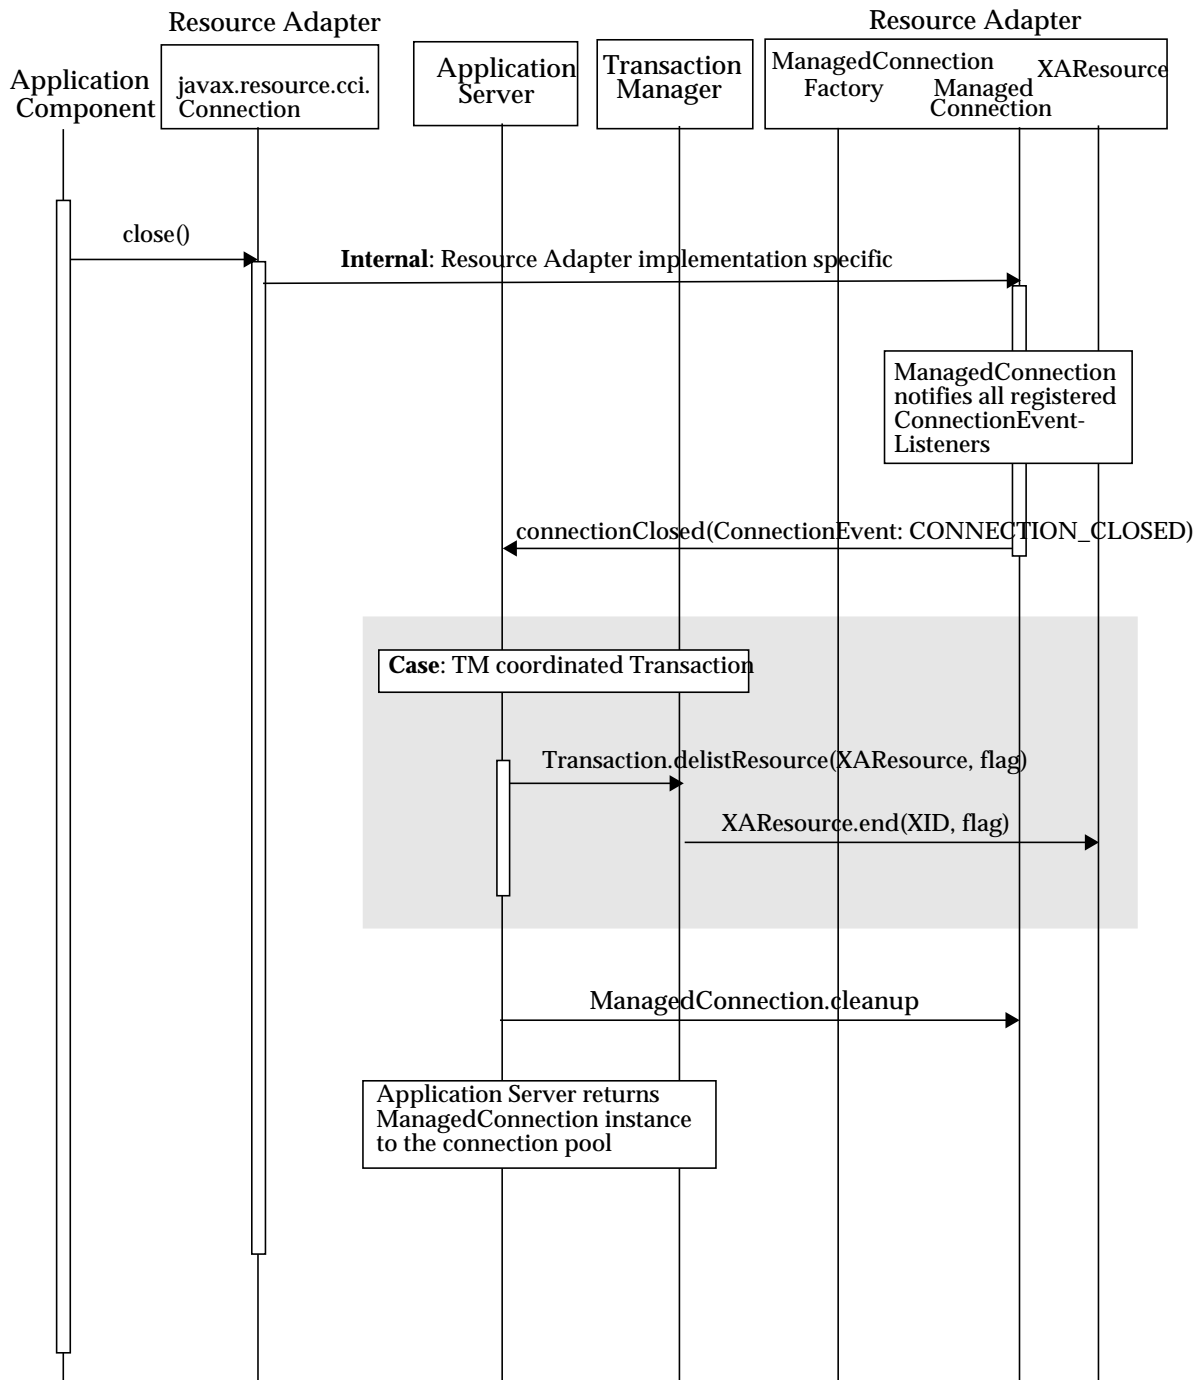 Resource Adapter
Resource Adapter
Application
Component
javax.resource.cci.
Connection
Application
Server
Transaction
Manager
ManagedConnection
Factory
Managed
Connection
XAResource
close()
Internal: Resource Adapter implementation specific
ManagedConnection
notifies all registered
ConnectionEvent-
Listeners
connectionClosed(ConnectionEvent: CONNECTION_CLOSED)
Case: TM coordinated Transaction
Transaction.delistResource(XAResource, flag)
XAResource.end(XID, flag)
ManagedConnection.cleanup
Application Server returns
ManagedConnection instance
to the connection pool